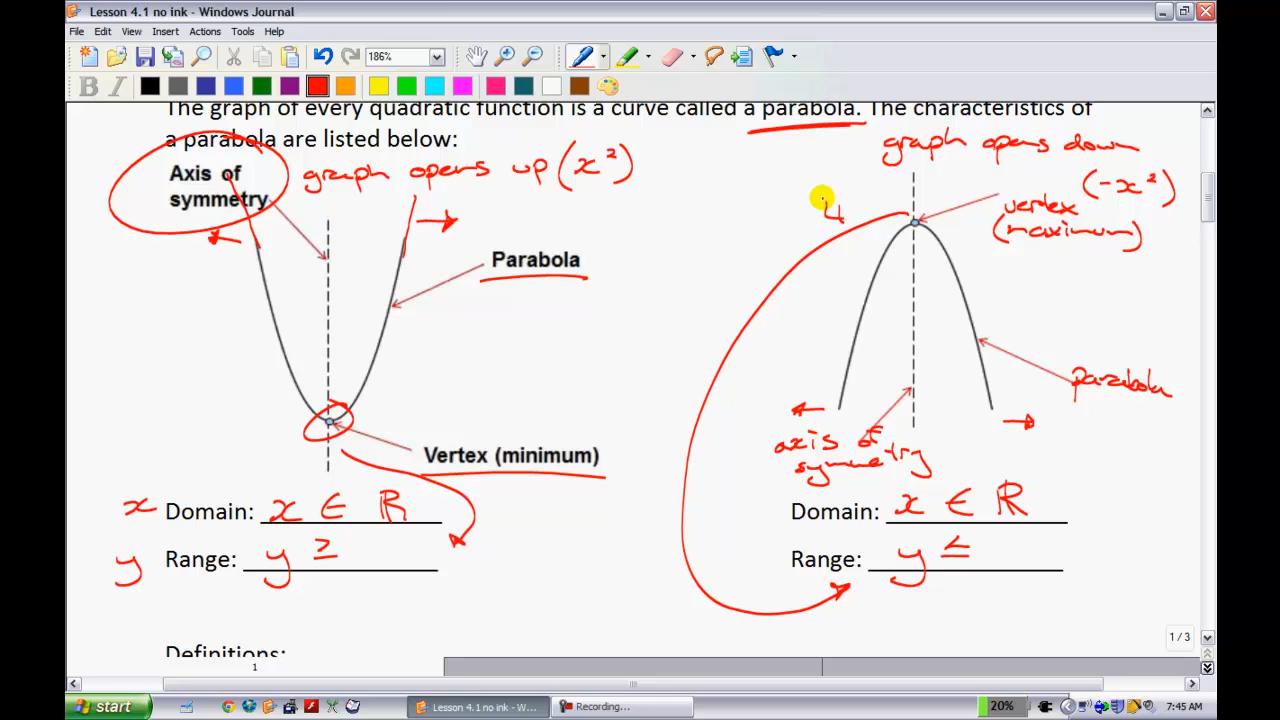 Lesson 4.1 no ink - Windows Journal
File Edit View Insert Actions Tools Help
186%
B I
The graph of every quadratic function is a curve called a parabola. The characteristics of
a parabola are listed below:
Axis of
symmetry
graph opens up (x²)
Parabola
Vertex (minimum)
x Domain: x ∈ ℝ
y Range: y ≥
graph opens down
(-x²)
4
vertex
(maximum)
parabola
axis of
symmetry
Domain: x ∈ ℝ
Range: y ≤
Definitions:
1
1 / 3
start
Lesson 4.1 no ink - W...
Recording...
20%
7:45 AM